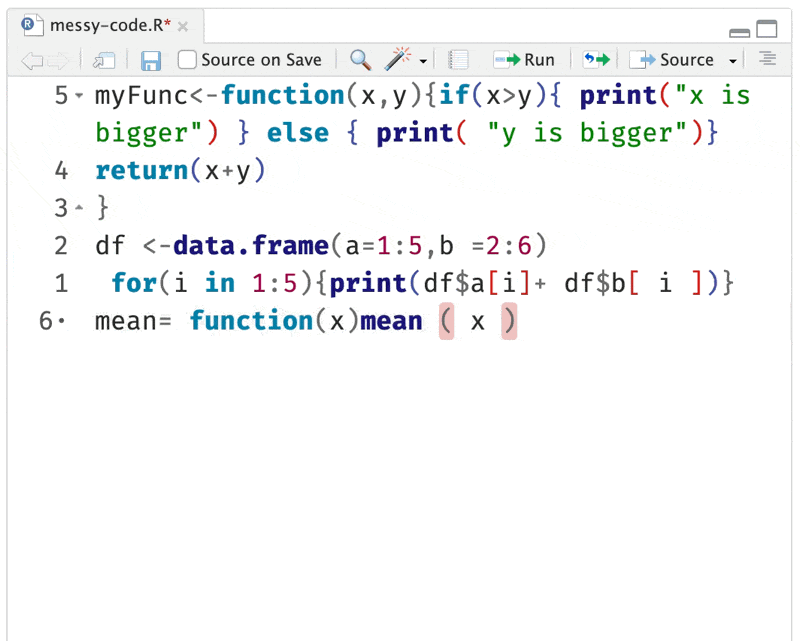 messy-code.R*
Source on Save Run Source
5 myFunc<-function(x,y){if(x>y){ print("x is
bigger") } else { print( "y is bigger")}
4 return(x+y)
3 }
2 df <-data.frame(a=1:5,b =2:6)
1  for(i in 1:5){print(df$a[i]+ df$b[ i ])}
6 mean= function(x)mean ( x )